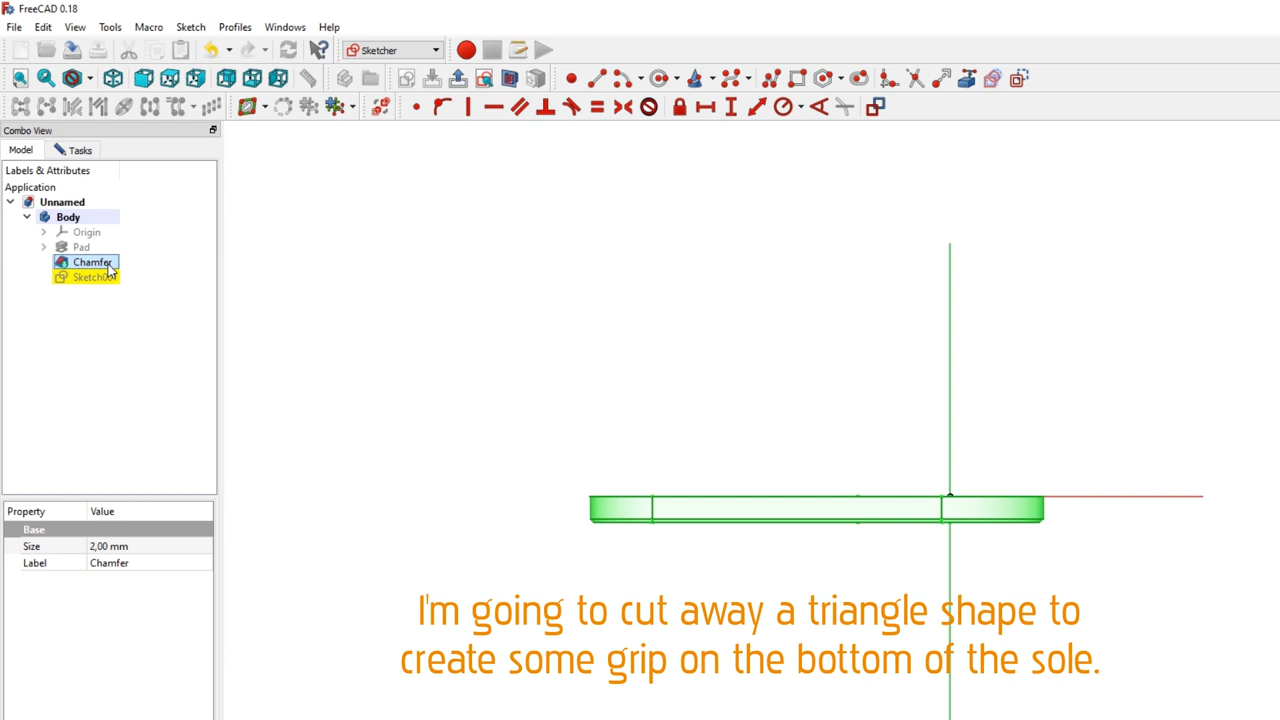 FreeCAD 0.18
File Edit View Tools Macro Sketch Profiles Windows Help
Sketcher
Combo View
Model Tasks
Labels & Attributes
Application
Unnamed
Body
Origin
Pad
Chamfer
Property Value
Base
Size 2,00 mm
Label Chamfer
I'm going to cut away a triangle shape to
create some grip on the bottom of the sole.